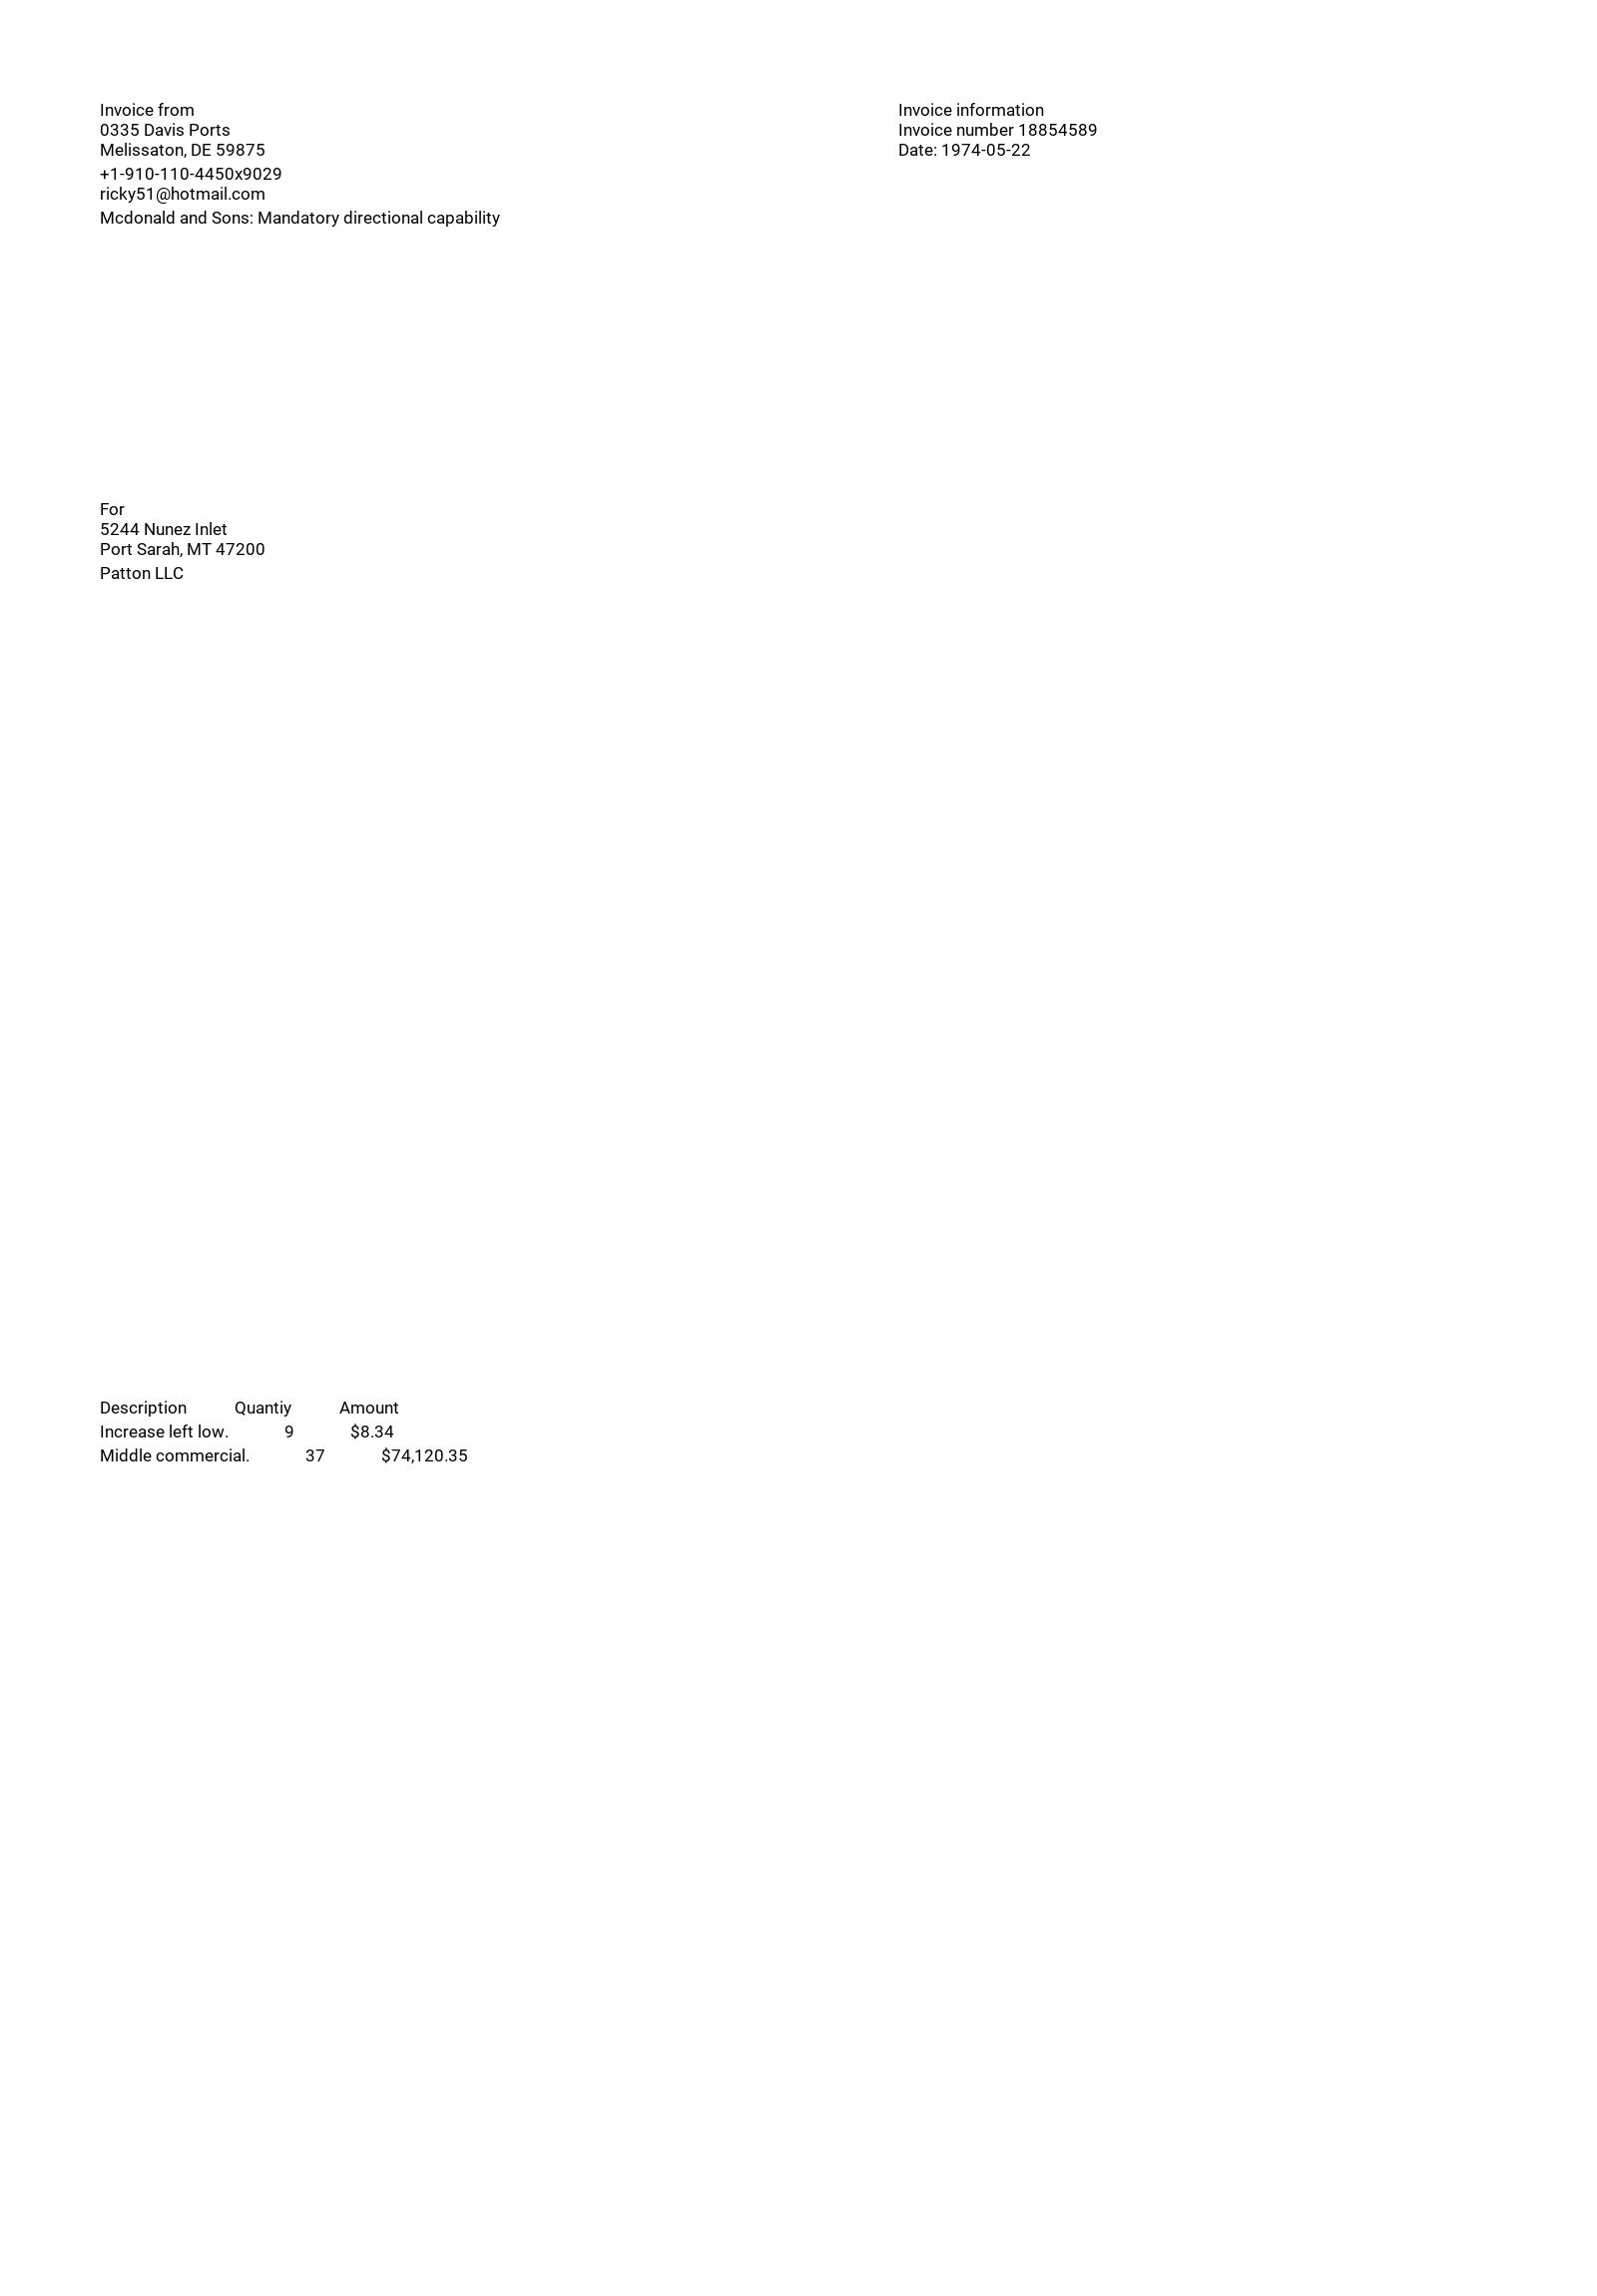 Invoice from
0335 Davis Ports
Melissaton, DE 59875
+1-910-110-4450x9029
ricky51@hotmail.com
Mcdonald and Sons: Mandatory directional capability
Invoice information
Invoice number 18854589
Date: 1974-05-22
For
5244 Nunez Inlet
Port Sarah, MT 47200
Patton LLC
Description Quantiy Amount
Increase left low. 9 $8.34
Middle commercial. 37 $74,120.35